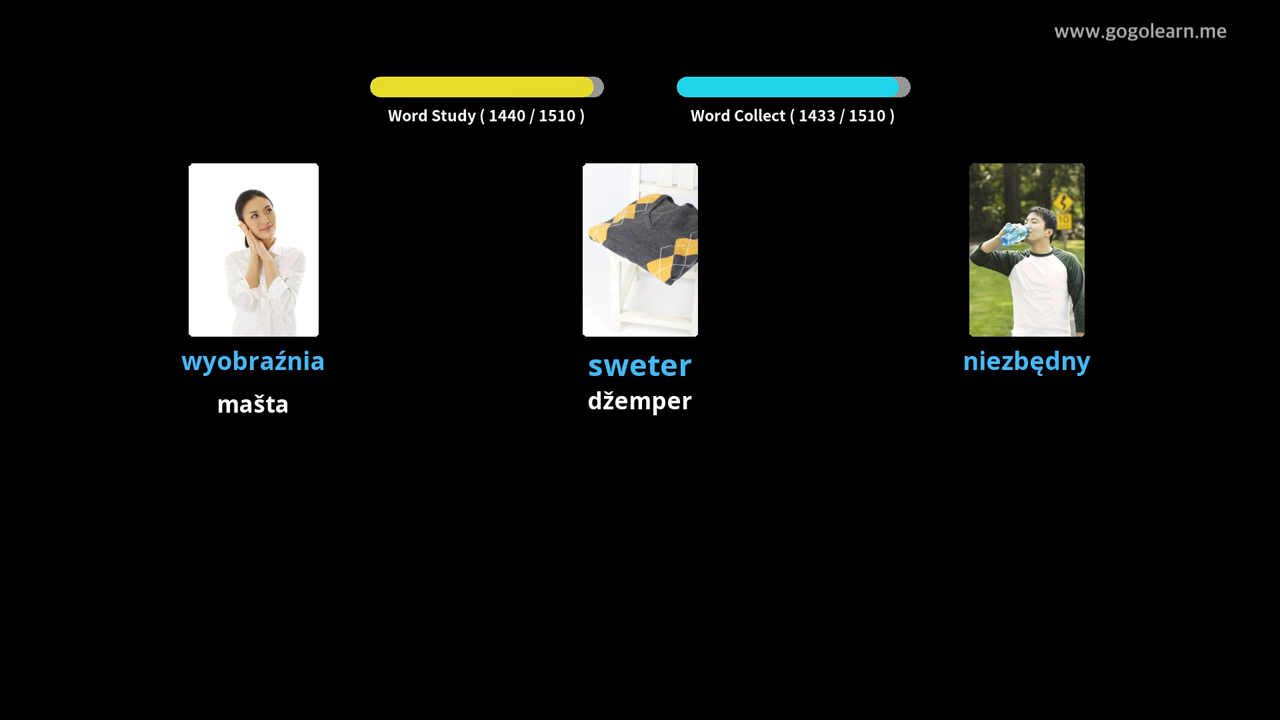 www.gogolearn.me
Word Study ( 1440 / 1510 )
Word Collect ( 1433 / 1510 )
wyobraźnia
mašta
sweter
džemper
niezbędny